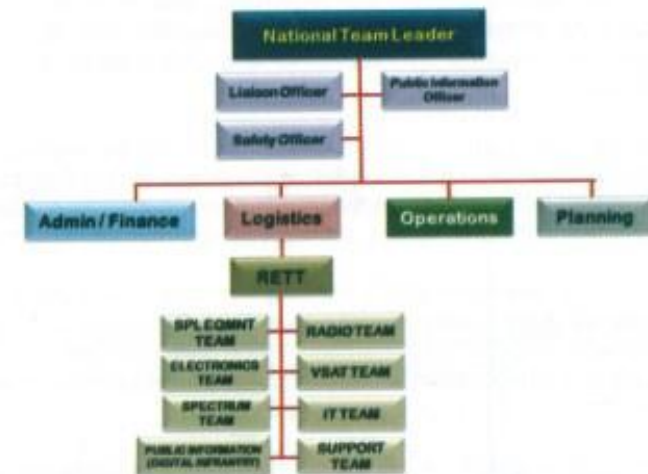 National Team Leader
Liaison Officer
Public Information
Officer
Safety Officer
Admin / Finance
Logistics
Operations
Planning
RETT
SPL EQMNT
TEAM
RADIO TEAM
ELECTRONICS
TEAM
VSAT TEAM
SPECTRUM
TEAM
IT TEAM
PUBLIC INFORMATION
(DIGITAL INFRANTRY)
SUPPORT
TEAM